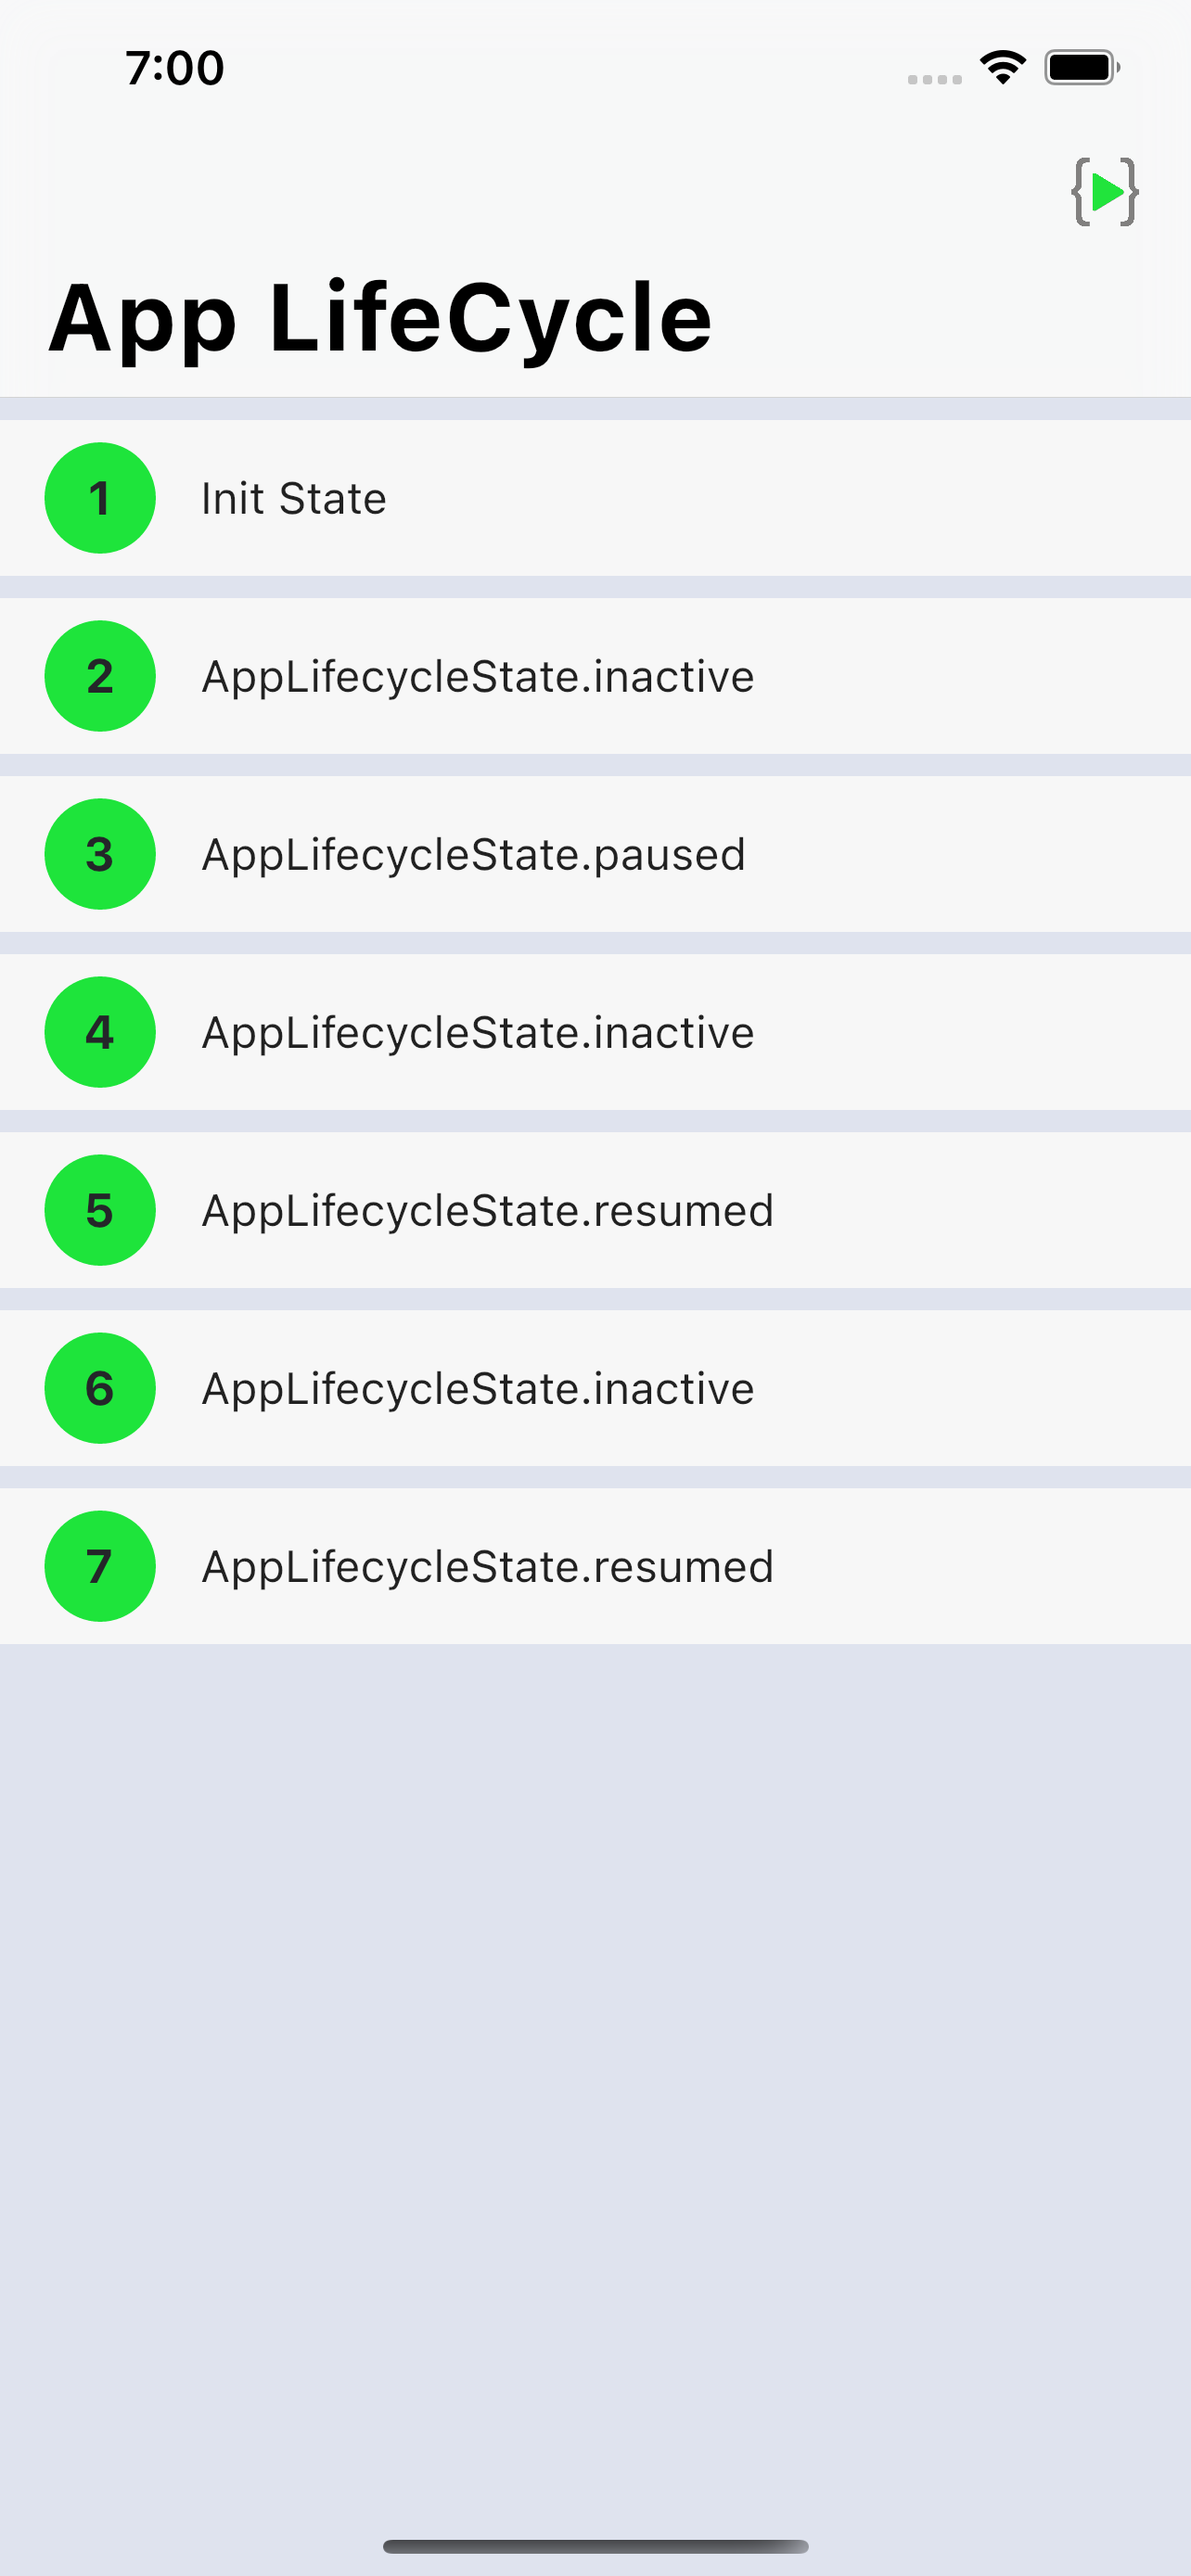 7:00
App LifeCycle
1 Init State
2 AppLifecycleState.inactive
3 AppLifecycleState.paused
4 AppLifecycleState.inactive
5 AppLifecycleState.resumed
6 AppLifecycleState.inactive
7 AppLifecycleState.resumed